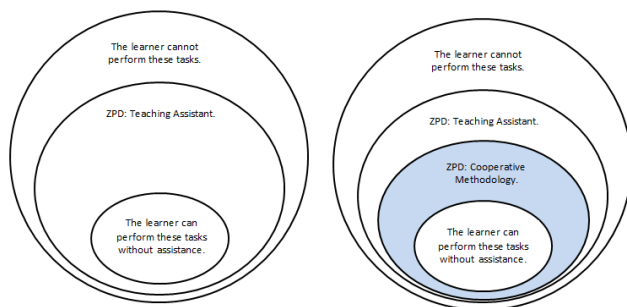 The learner cannot
perform these tasks.
ZPD: Teaching Assistant.
The learner can
perform these tasks
without assistance.
The learner cannot
perform these tasks.
ZPD: Teaching Assistant.
ZPD: Cooperative
Methodology.
The learner can
perform these tasks
without assistance.